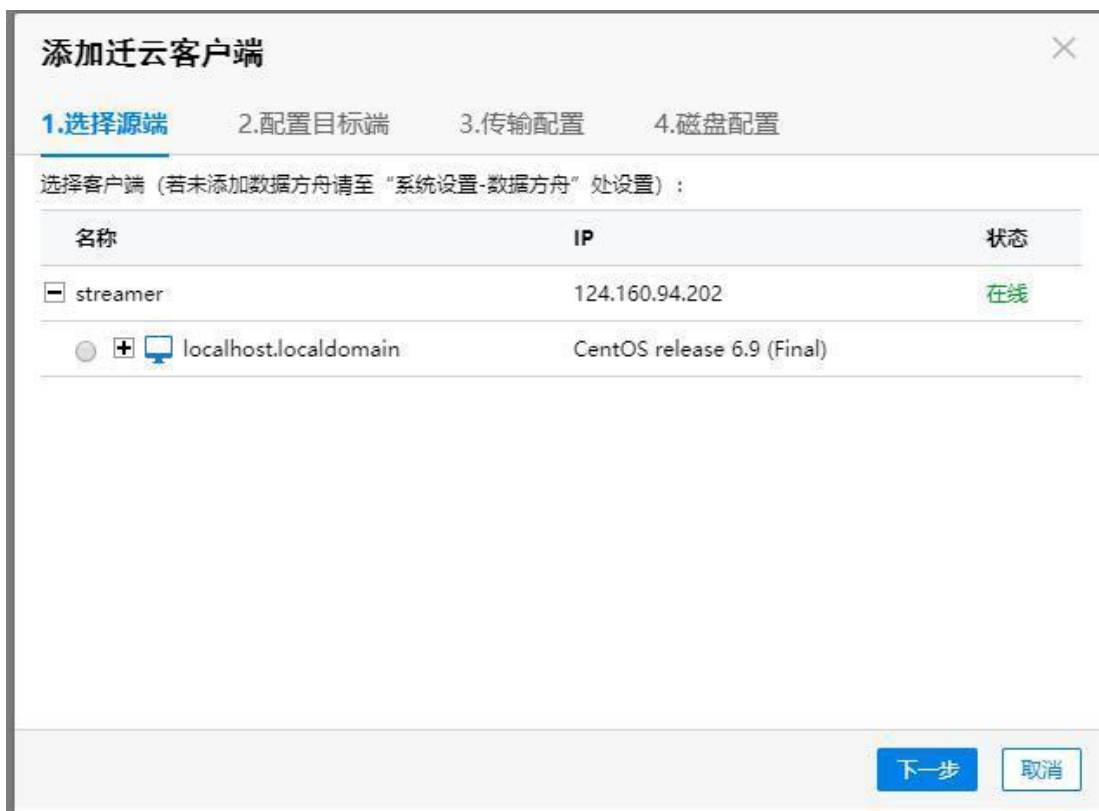 添加迁云客户端
1.选择源端 2.配置目标端 3.传输配置 4.磁盘配置
选择客户端（若未添加数据方舟请至“系统设置-数据方舟”处设置）:
名称 IP 状态
streamer 124.160.94.202 在线
localhost.localdomain CentOS release 6.9 (Final)
下一步 取消